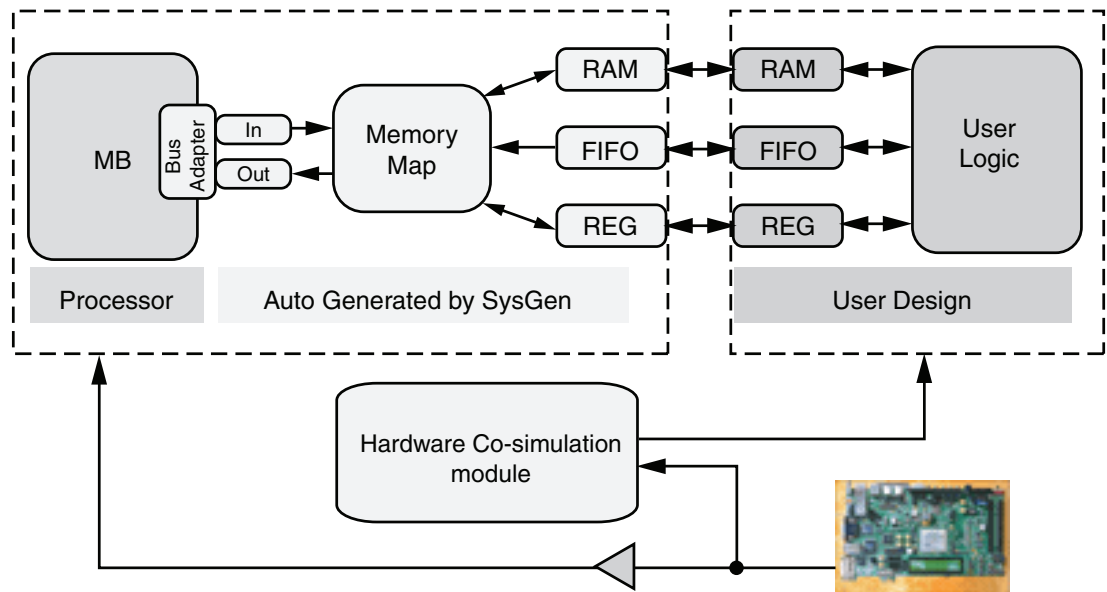 MB
Bus
Adapter
In
Out
Memory
Map
RAM
FIFO
REG
RAM
FIFO
REG
User
Logic
Processor
Auto Generated by SysGen
User Design
Hardware Co-simulation
module